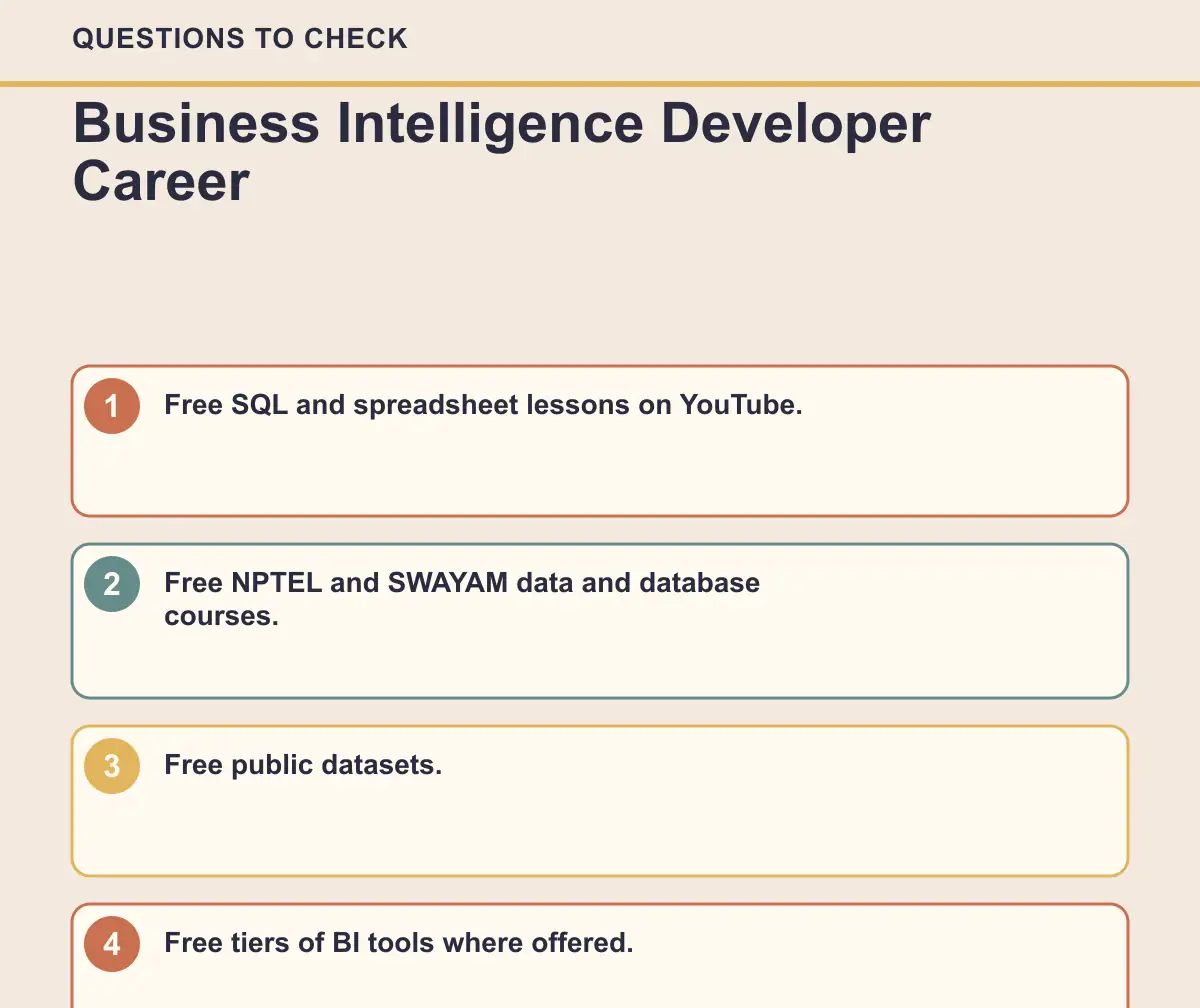 QUESTIONS TO CHECK
Business Intelligence Developer
Career
1
Free SQL and spreadsheet lessons on YouTube.
2
Free NPTEL and SWAYAM data and database
courses.
3
Free public datasets.
4
Free tiers of BI tools where offered.